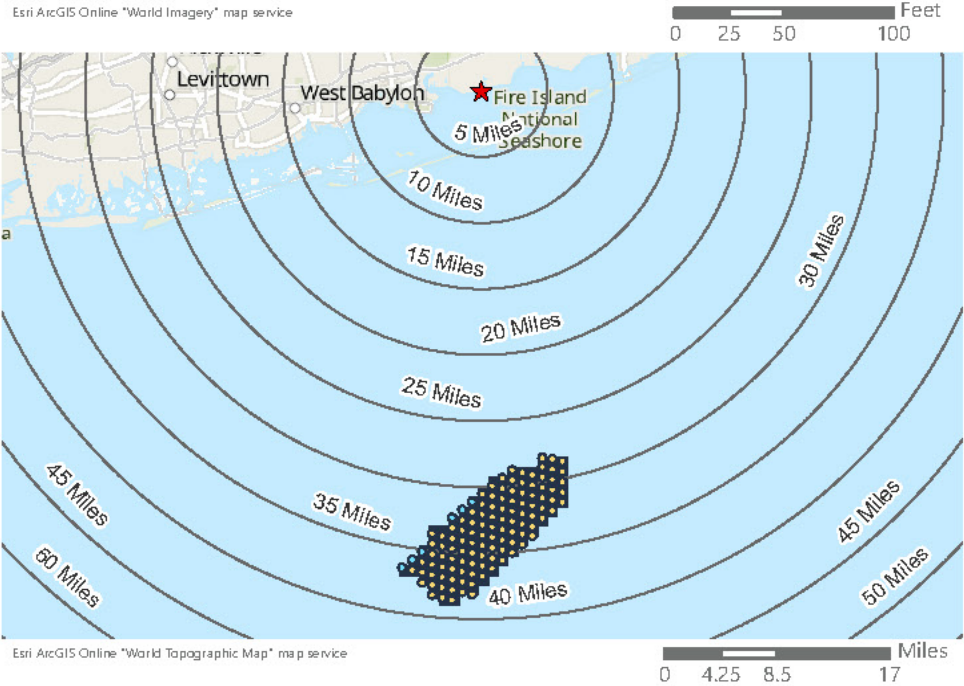 Esri ArcGIS Online "World Imagery" map service
Feet
0 25 50 100
Levittown
West Babylon
Fire Island
National
Seashore
5 Miles
10 Miles
15 Miles
20 Miles
25 Miles
30 Miles
35 Miles
40 Miles
45 Miles
45 Miles
50 Miles
60 Miles
a
Esri ArcGIS Online "World Topographic Map" map service
Miles
0 4.25 8.5 17